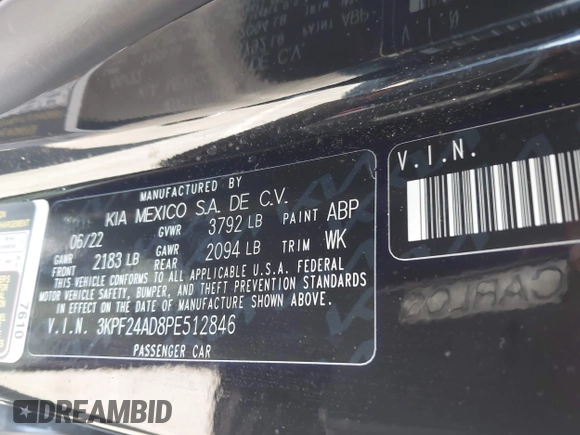 MANUFACTURED BY
KIA MEXICO S.A. DE C.V.
06/22 GVWR 3792 LB PAINT ABP
GAWR FRONT 2183 LB GAWR REAR 2094 LB TRIM WK
THIS VEHICLE CONFORMS TO ALL APPLICABLE U.S.A. FEDERAL
MOTOR VEHICLE SAFETY, BUMPER, AND THEFT PREVENTION STANDARDS
IN EFFECT ON THE DATE OF MANUFACTURE SHOWN ABOVE.
V.I.N. 3KPF24AD8PE512846
PASSENGER CAR
V.I.N.
7610
DREAMBID